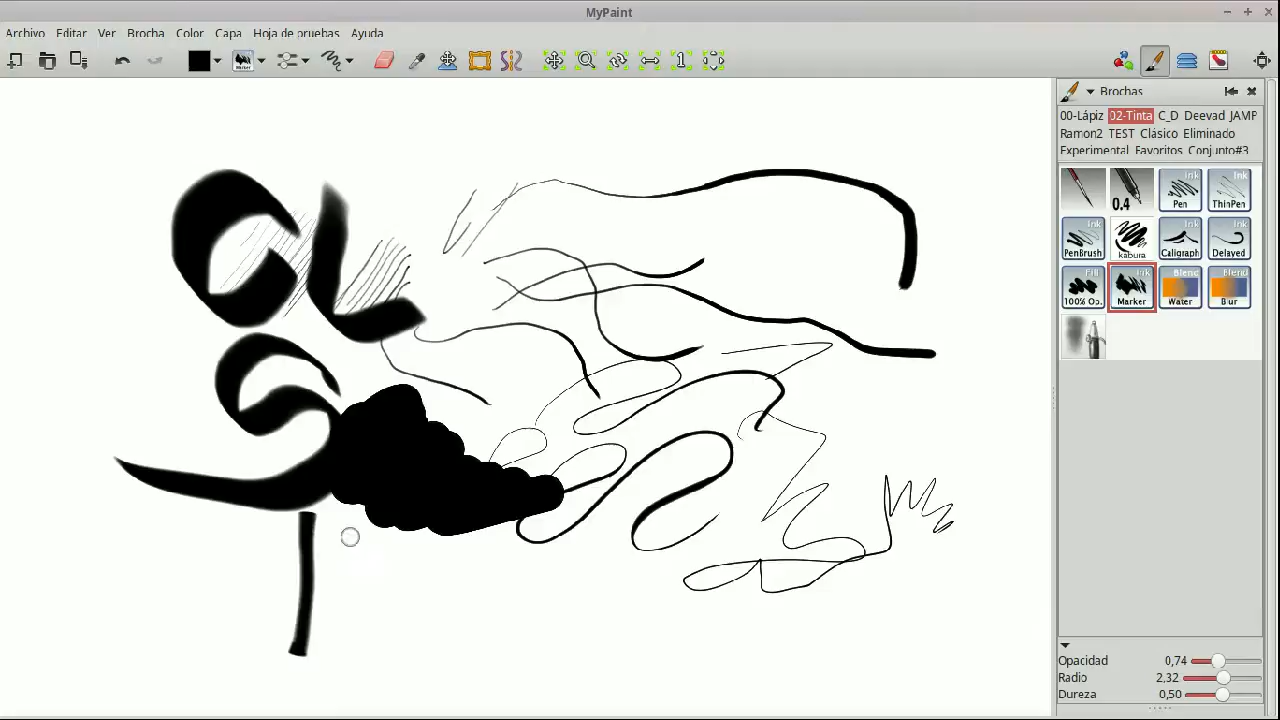 MyPaint
Archivo Editar Ver Brocha Color Capa Hoja de pruebas Ayuda
Marker
1
Brochas
00-Lápiz 02-Tinta C_D Deevad JAMP
Ramon2 TEST Clásico Eliminado
Experimental Favoritos Conjunto#3
0.4 Ink Pen Ink ThinPen
Ink PenBrush kabura Ink Caligraph Ink Delayed
Fill 100% Op. Ink Marker Blend Water Blend Blur
Opacidad 0,74
Radio 2,32
Dureza 0,50